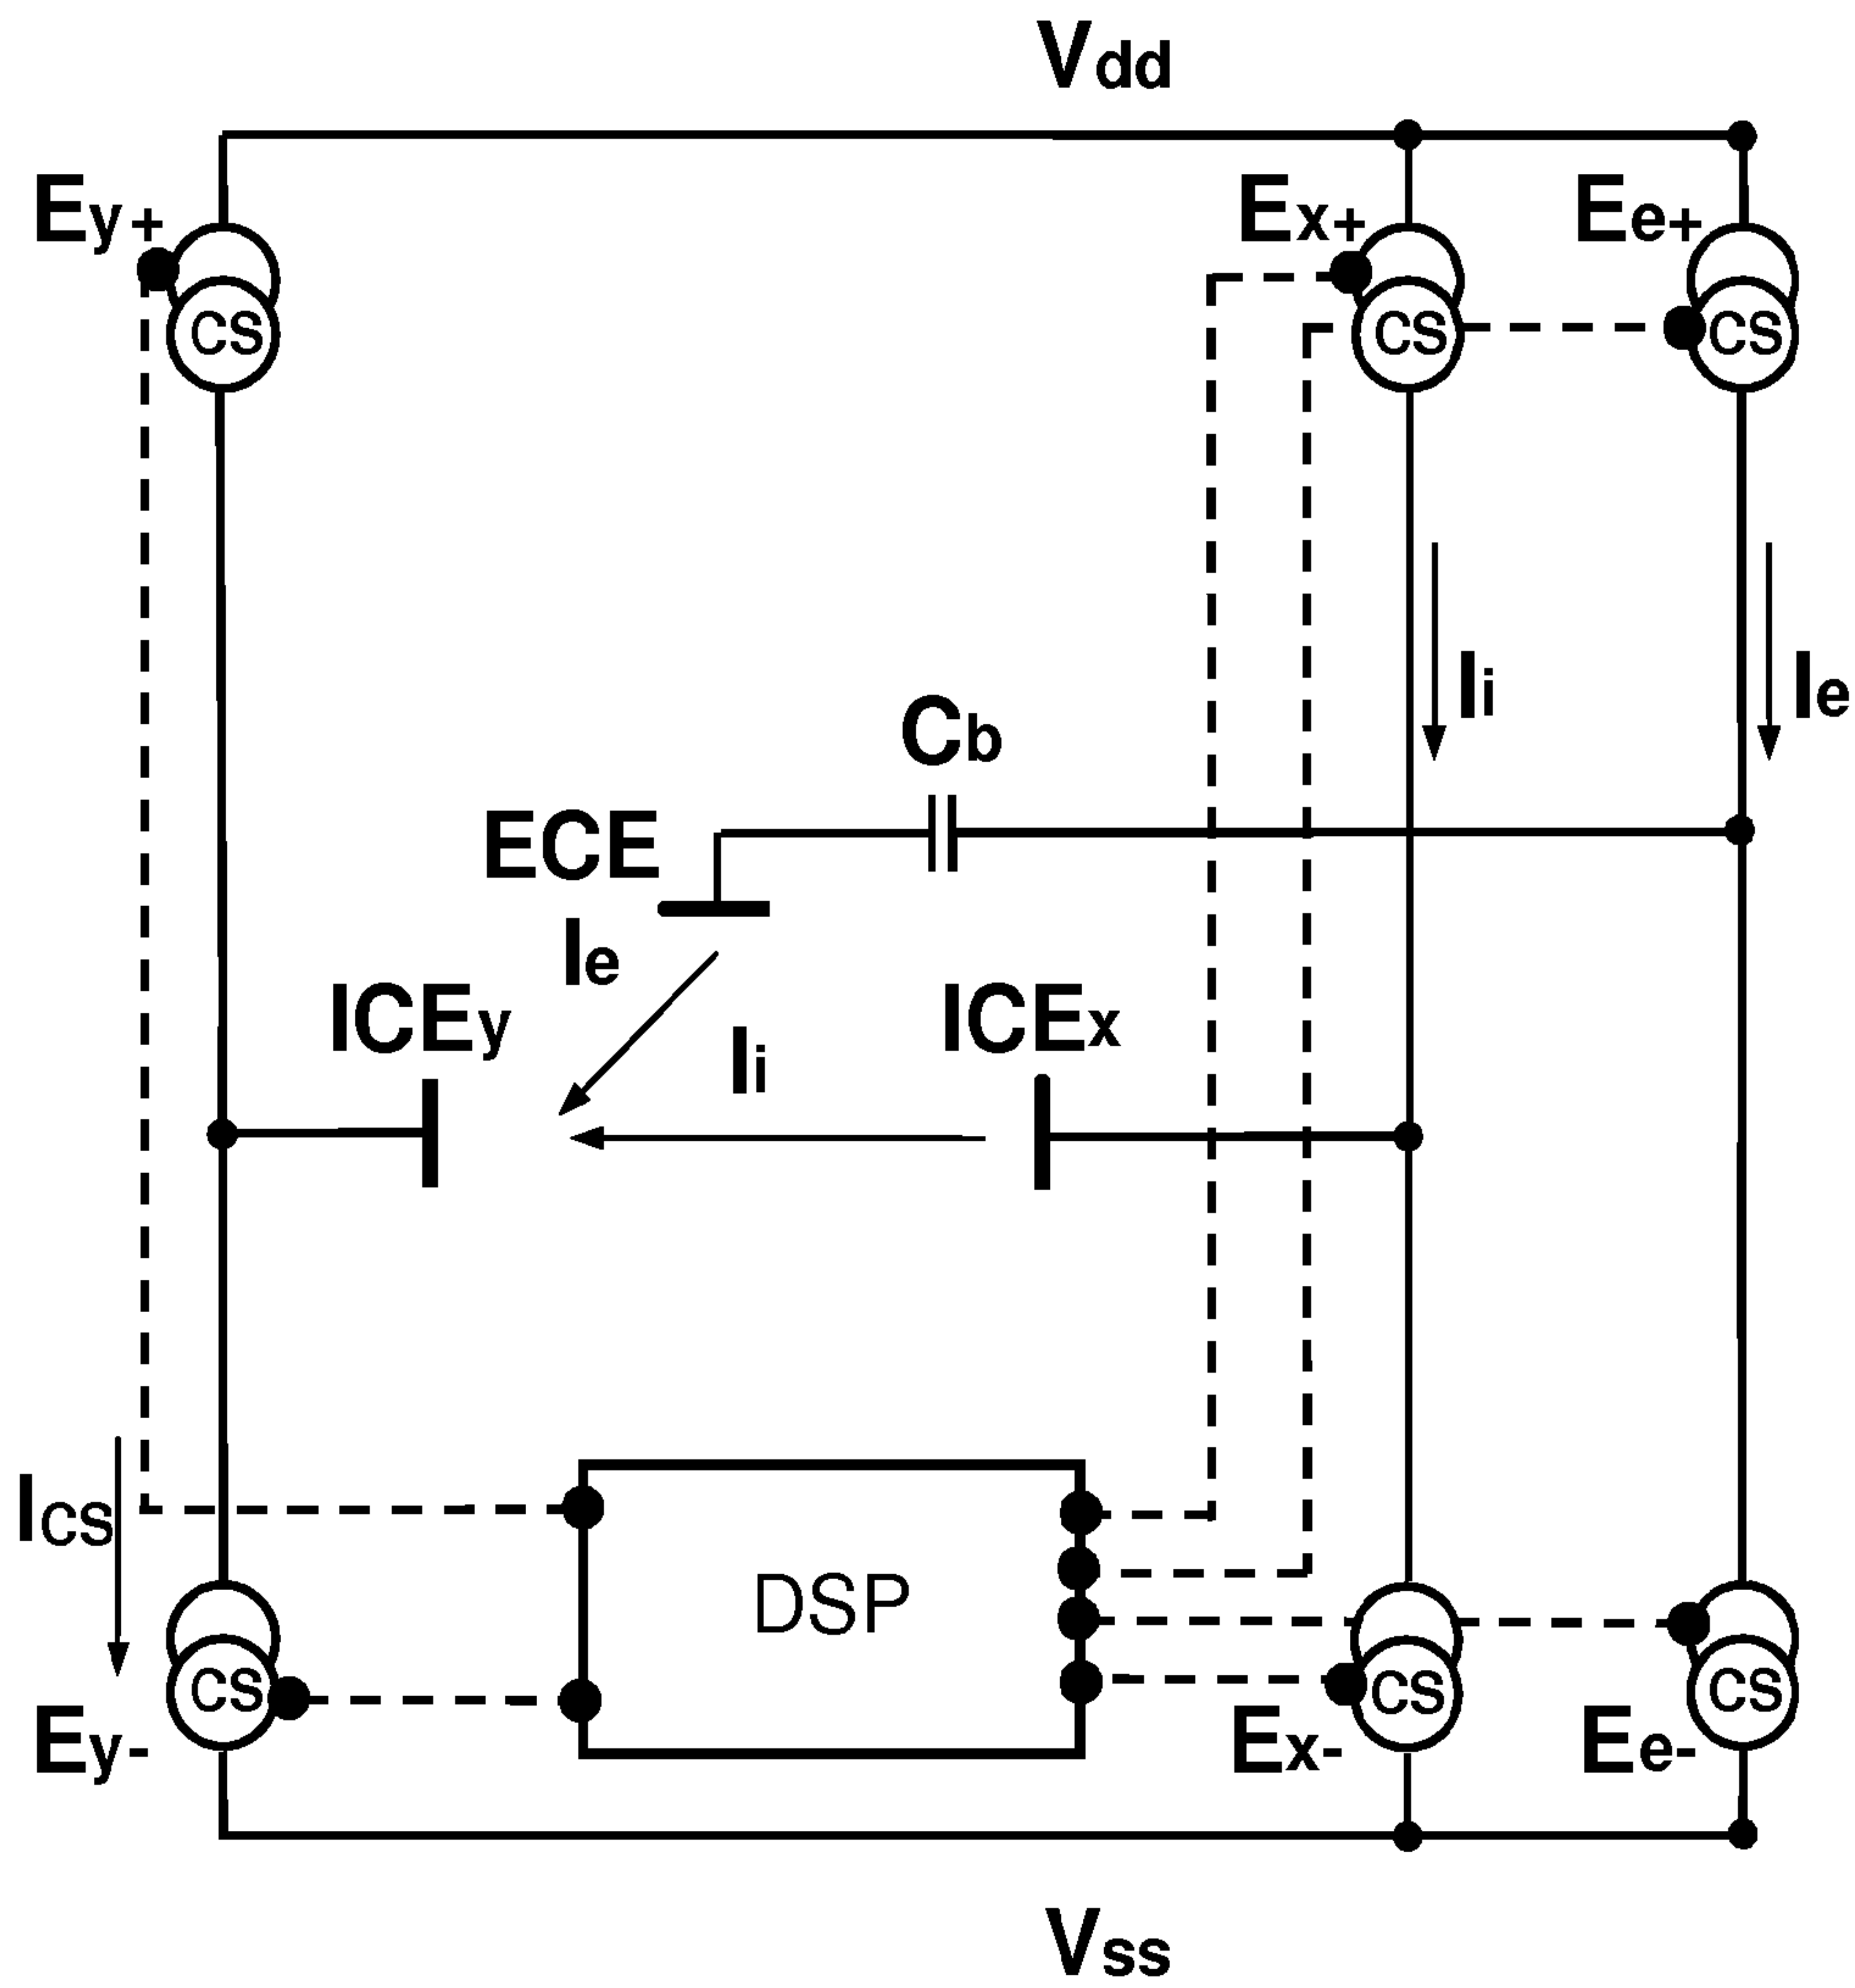 Vdd
Ey+
Ex+
Ee+
CS
CS
CS
Ii
Ie
Cb
ECE
Ie
ICEy
ICEx
Ii
ICS
DSP
CS
CS
CS
Ey-
Ex-
Ee-
Vss